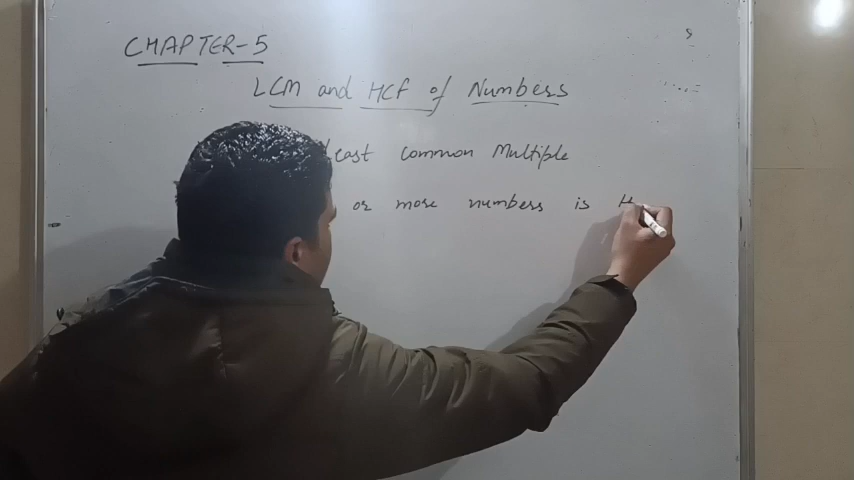 CHAPTER-5
LCM and HCF of Numbers
Least Common Multiple
or more numbers is